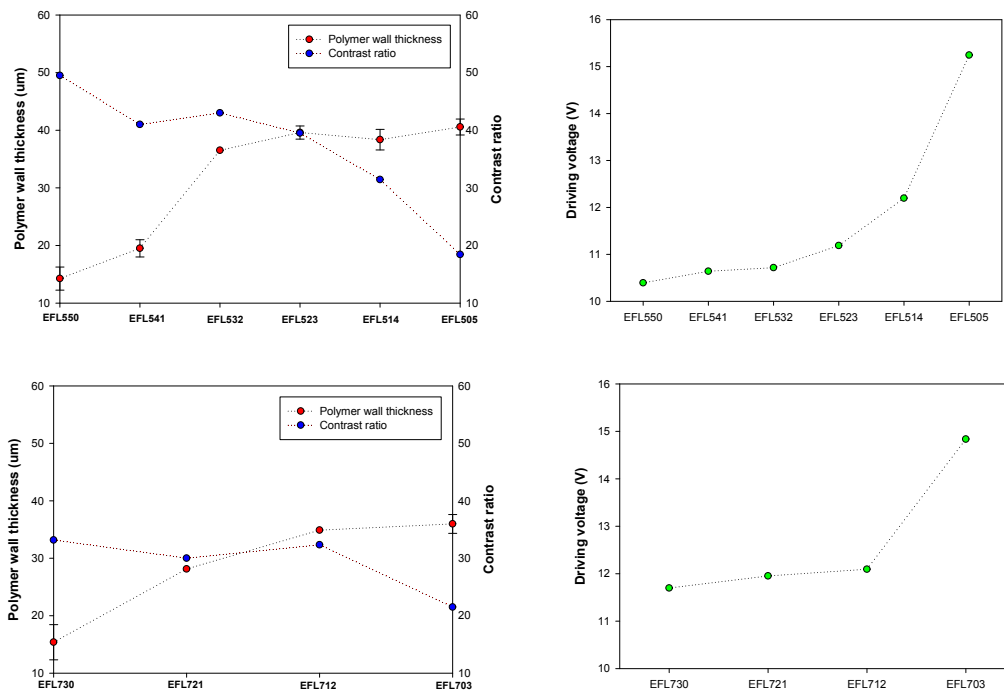 60
50
40
30
20
10
Polymer wall thickness (um)
Polymer wall thickness
Contrast ratio
60
50
40
30
20
10
Contrast ratio
EFL550 EFL541 EFL532 EFL523 EFL514 EFL505
16
15
14
13
12
11
10
Driving voltage (V)
EFL550 EFL541 EFL532 EFL523 EFL514 EFL505
60
50
40
30
20
10
Polymer wall thickness (um)
Polymer wall thickness
Contrast ratio
60
50
40
30
20
10
Contrast ratio
EFL730 EFL721 EFL712 EFL703
16
15
14
13
12
11
10
Driving voltage (V)
EFL730 EFL721 EFL712 EFL703